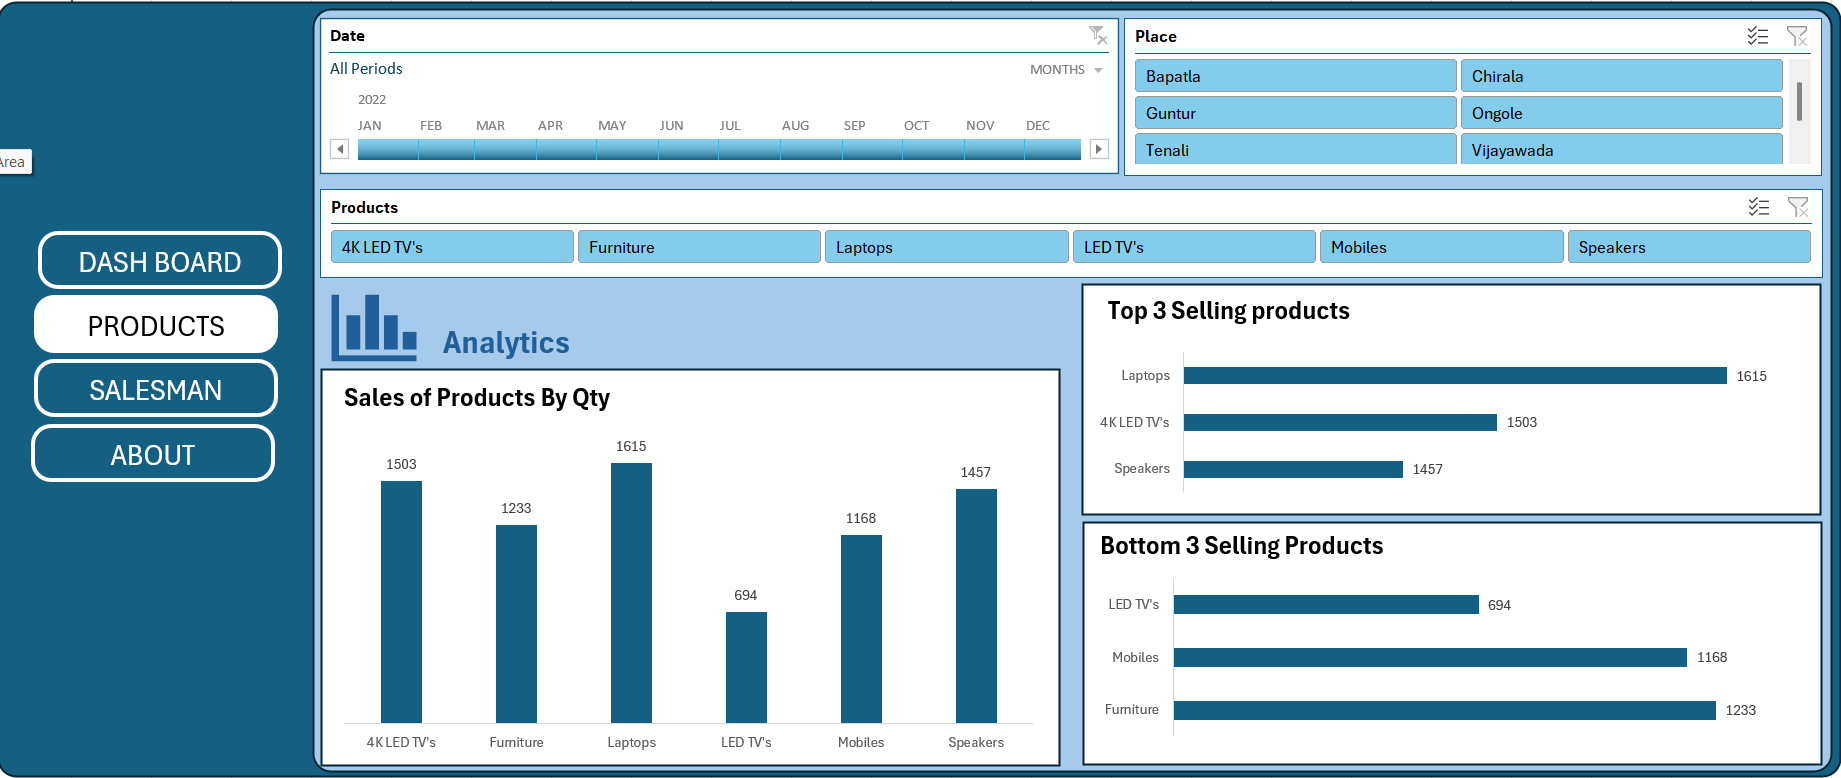 Area
DASH BOARD
PRODUCTS
SALESMAN
ABOUT
Date
All Periods
MONTHS
2022
JAN FEB MAR APR MAY JUN JUL AUG SEP OCT NOV DEC
Place
Bapatla Chirala
Guntur Ongole
Tenali Vijayawada
Products
4K LED TV's Furniture Laptops LED TV's Mobiles Speakers
Analytics
Sales of Products By Qty
1503 1233 1615 694 1168 1457
4K LED TV's Furniture Laptops LED TV's Mobiles Speakers
Top 3 Selling products
Laptops 1615
4K LED TV's 1503
Speakers 1457
Bottom 3 Selling Products
LED TV's 694
Mobiles 1168
Furniture 1233